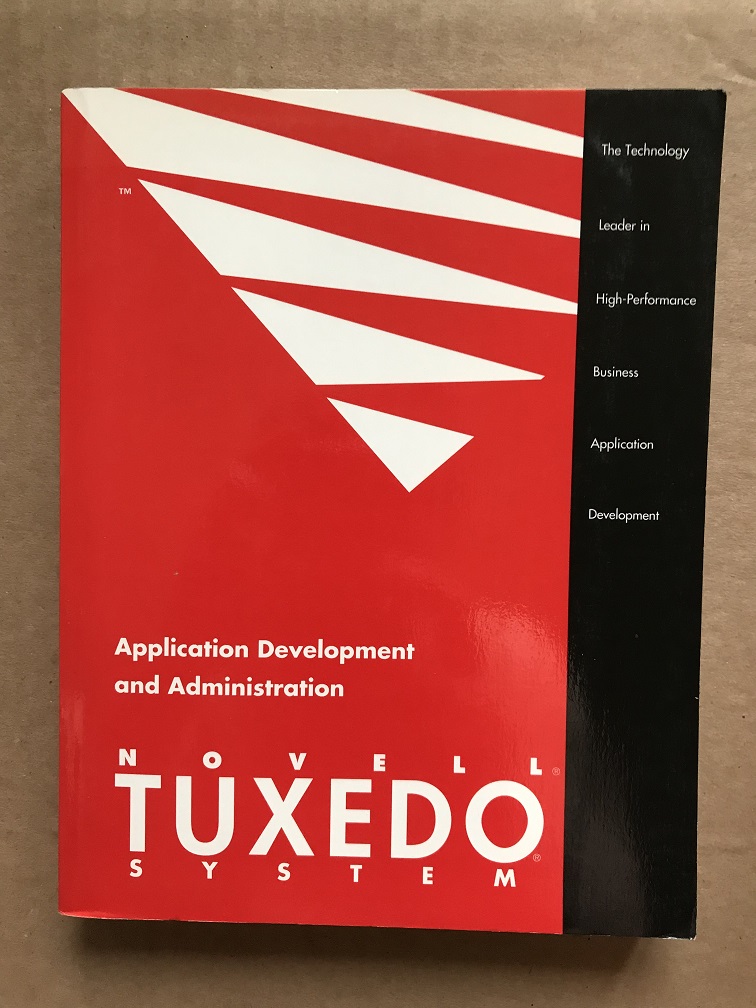 The Technology
Leader in
High-Performance
Business
Application
Development
™
Application Development
and Administration
NOVELL®
TUXEDO®
SYSTEM